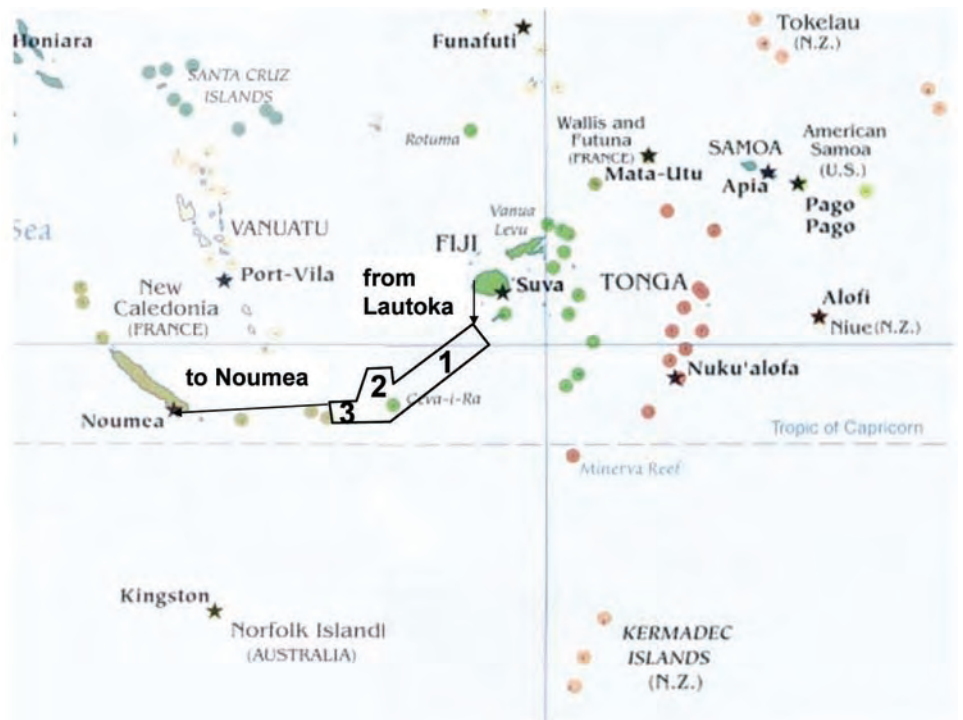 Honiara
Funafuti
Tokelau
(N.Z.)
SANTA CRUZ
ISLANDS
Rotuma
Wallis and
Futuna
(FRANCE)
Mata-Utu
SAMOA
Apia
American
Samoa
(U.S.)
Pago
Pago
Sea
VANUATU
Vanua
Levu
FIJI
Port-Vila
from
Lautoka
Suva
TONGA
New
Caledonia
(FRANCE)
Alofi
Niue (N.Z.)
1
2
3
to Noumea
Ceva-i-Ra
Nuku'alofa
Noumea
Tropic of Capricorn
Minerva Reef
Kingston
Norfolk Islandl
(AUSTRALIA)
KERMADEC
ISLANDS
(N.Z.)